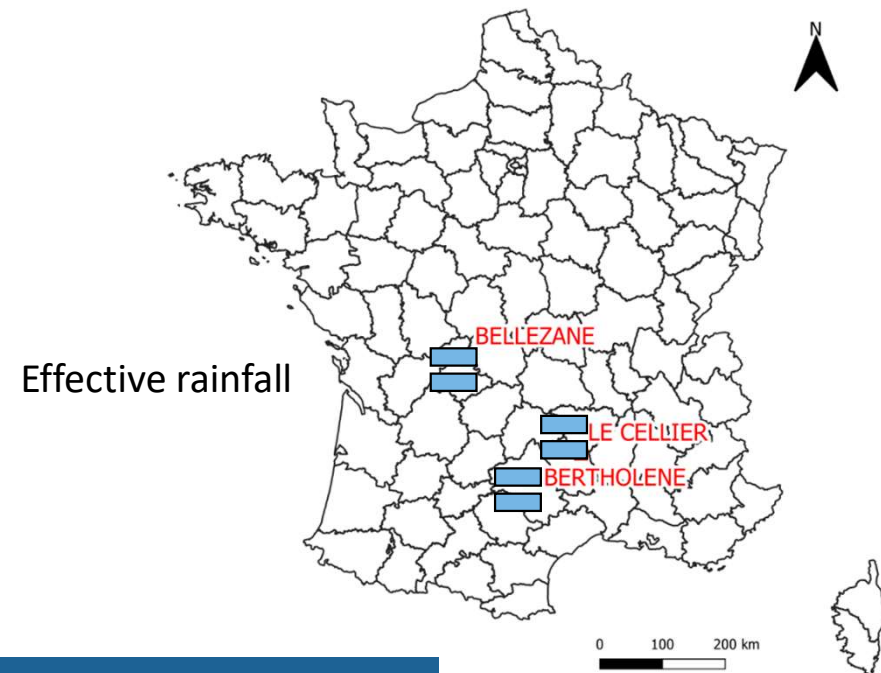 N
BELLEZANE
Effective rainfall
LE CELLIER
BERTHOLENE
0 100 200 km